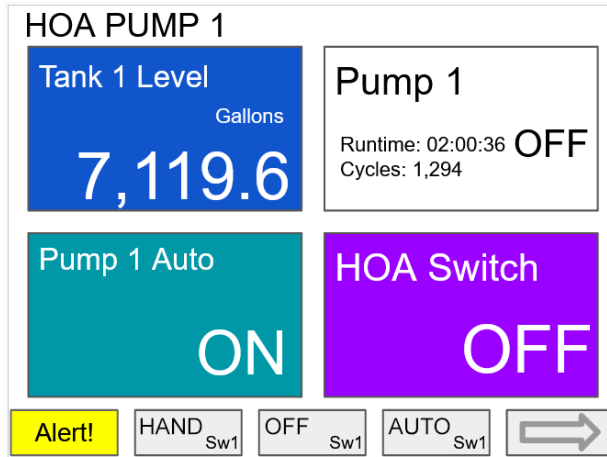 HOA PUMP 1
Tank 1 Level
Gallons
7,119.6
Pump 1
Runtime: 02:00:36 OFF
Cycles: 1,294
Pump 1 Auto
ON
HOA Switch
OFF
Alert!
HAND Sw1
OFF Sw1
AUTO Sw1